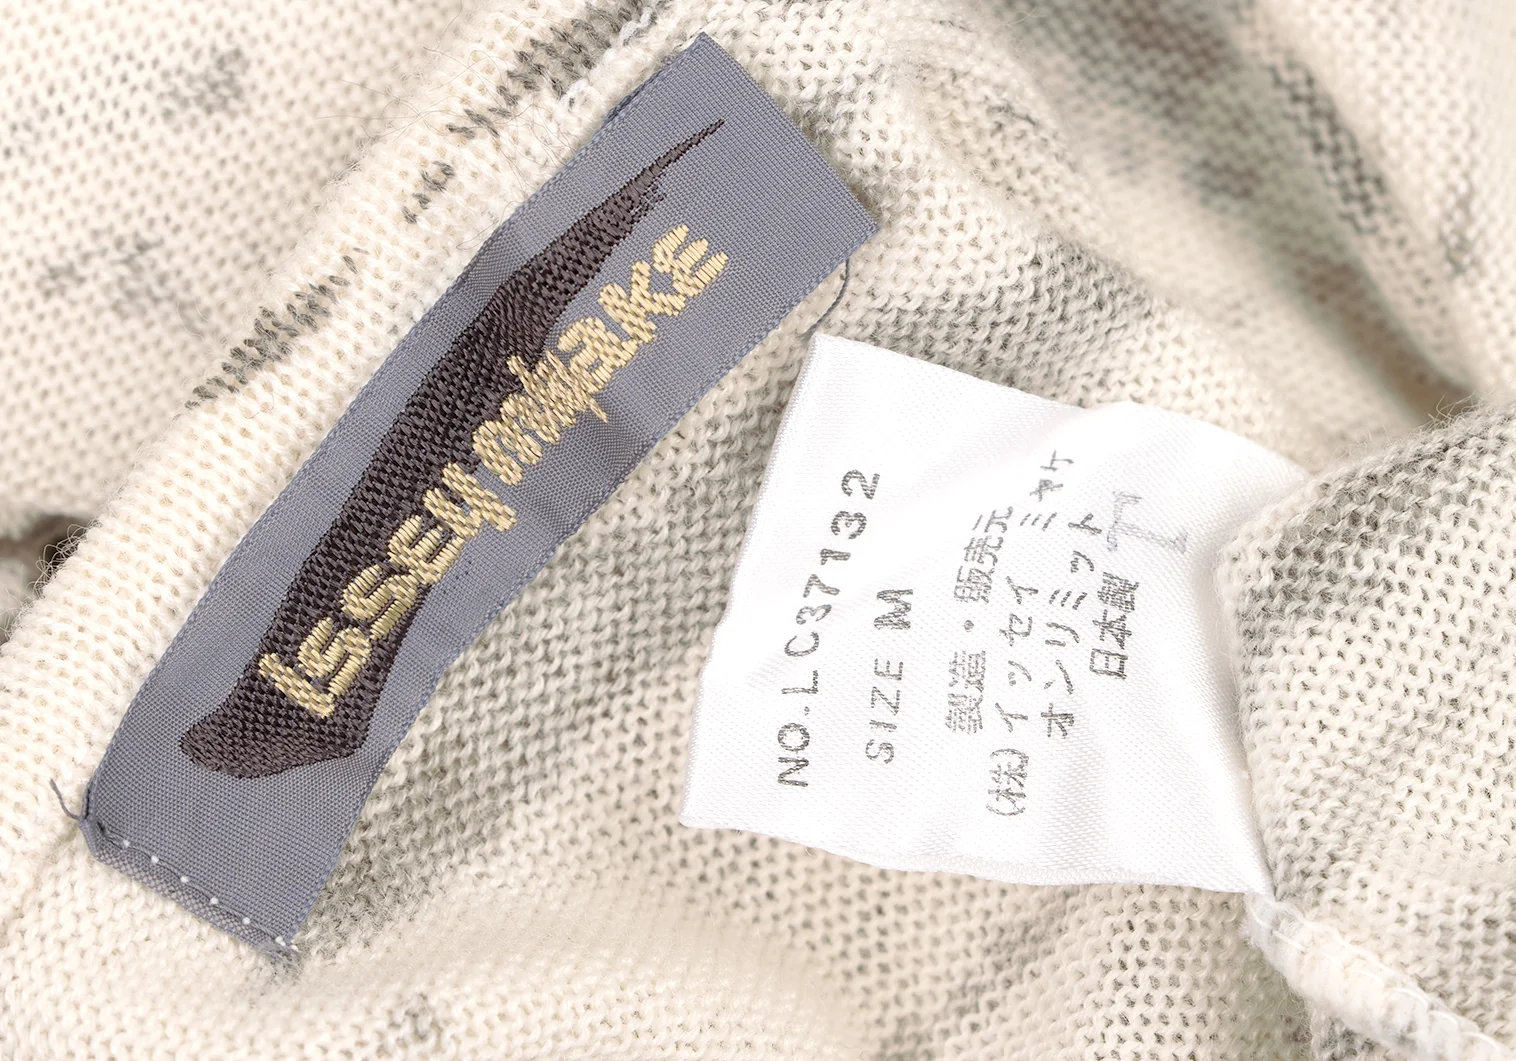 ISSEY mIyaKE
NO.LC37132
SIZE M
製造・販売元
(株)イッセイ ミヤケ
オンリミット
日本製